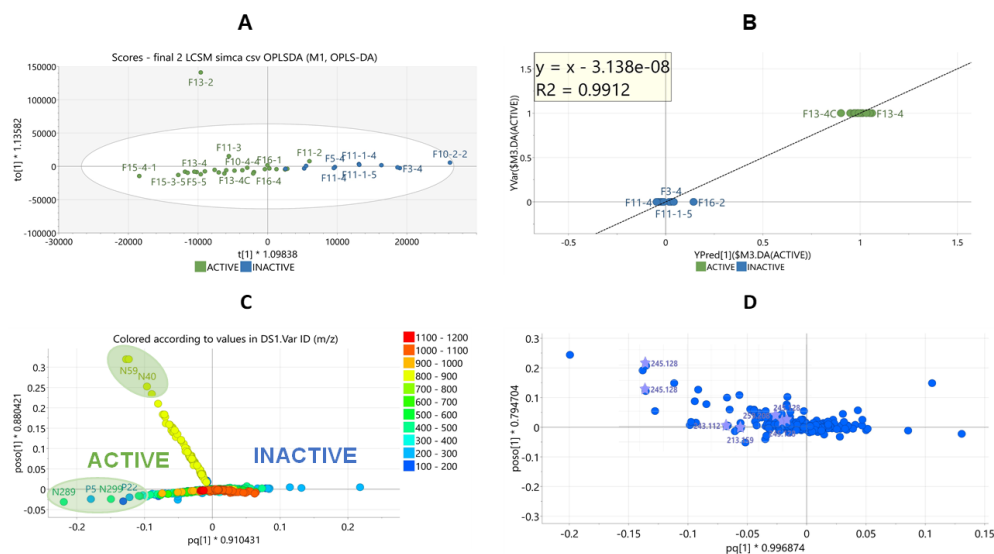 A
Scores - final 2 LCSM simca csv OPLSDA (M1, OPLS-DA)
to[1] * 1.13582
150000
100000
50000
0
-50000
-100000
F13-2
F11-3
F11-2
F15-4-1
F13-4
F10-4-4
F16-1
F5-4
F11-1-4
F10-2-2
F15-3-5
F5-5
F13-4C
F16-4
F11-4
F11-1-5
F3-4
-30000
-20000
-10000
0
10000
20000
t[1] * 1.09838
ACTIVE
INACTIVE
B
YVar($M3.DA(ACTIVE))
y = x - 3.138e-08
R2 = 0.9912
1.5
1
0.5
0
F13-4C
F13-4
F3-4
F11-4
F16-2
F11-1-5
-0.5
0
0.5
1
1.5
YPred[1]($M3.DA(ACTIVE))
ACTIVE
INACTIVE
C
Colored according to values in DS1.Var ID (m/z)
poso[1] * 0.880421
0.3
0.25
0.2
0.15
0.1
0.05
0
-0.05
N59
N40
ACTIVE
INACTIVE
N289
P5
N299
P22
-0.2
-0.1
0
0.1
0.2
pq[1] * 0.910431
1100 - 1200
1000 - 1100
900 - 1000
800 - 900
700 - 800
600 - 700
500 - 600
400 - 500
300 - 400
200 - 300
100 - 200
D
poso[1] * 0.794704
0.3
0.2
0.1
0
-0.1
-0.2
-0.3
245.128
245.128
243.112
213.159
-0.2
-0.15
-0.1
-0.05
0
0.05
0.1
0.15
pq[1] * 0.996874